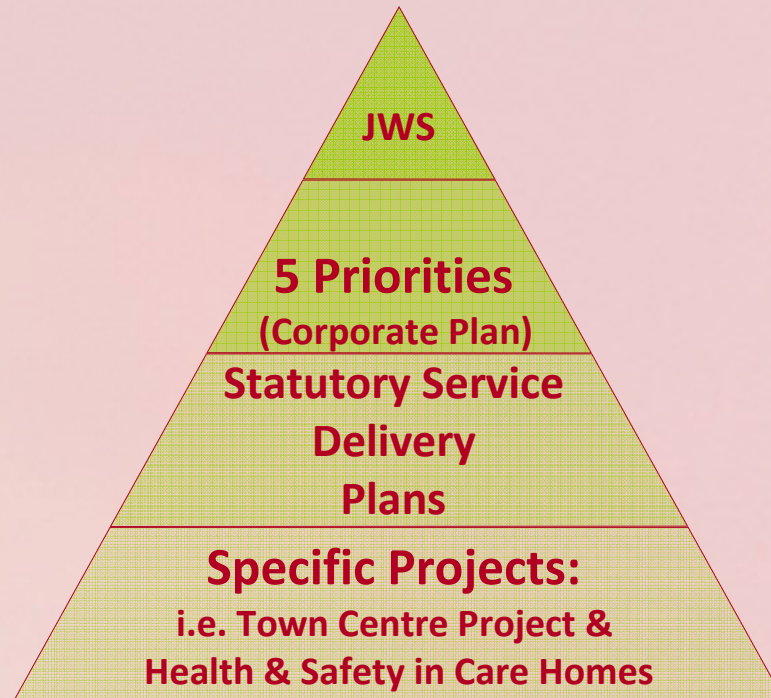 JWS
5 Priorities
(Corporate Plan)
Statutory Service
Delivery
Plans
Specific Projects:
i.e. Town Centre Project &
Health & Safety in Care Homes